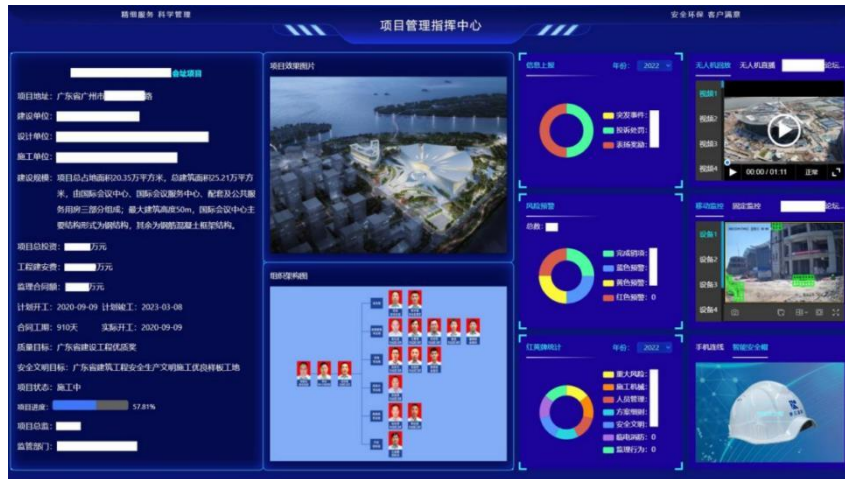 精细服务 科学管理
项目管理指挥中心
安全环保 客户满意
会址项目
项目地址：广东省广州市 路
建设单位：
设计单位：
施工单位：
建设规模：项目总占地面积20.35万平方米，总建筑面积25.21万平方
米，由国际会议中心、国际会议服务中心、配套及公共服
务用房三部分组成；最大建筑高度50m，国际会议中心主
要结构形式为钢结构，其余为钢筋混凝土框架结构。
项目总投资： 万元
工程建安费： 万元
监理合同额： 万元
计划开工：2020-09-09 计划竣工：2023-03-08
合同工期：910天 实际开工：2020-09-09
质量目标：广东省建设工程优质奖
安全文明目标：广东省建筑工程安全生产文明施工优良样板工地
项目状态：施工中
项目进度： 57.81%
项目总监：
监管部门：
项目效果图片
组织架构图
信息上报 年份： 2022
突发事件：
投诉处罚：
表扬奖励：
风险预警
总数：
完成销项：
蓝色预警：
黄色预警：
红色预警：0
红黄牌统计 年份： 2022
重大风险：
施工机械：
人员管理：
方案细则：
安全文明：
临电消防：0
监理行为：0
无人机回放 无人机直播 论坛...
视频1
视频2
视频3
视频4
00:00 / 01:11 正常
移动监控 固定监控 论坛...
设备1
设备2
设备3
设备4
手机连线 智能安全帽